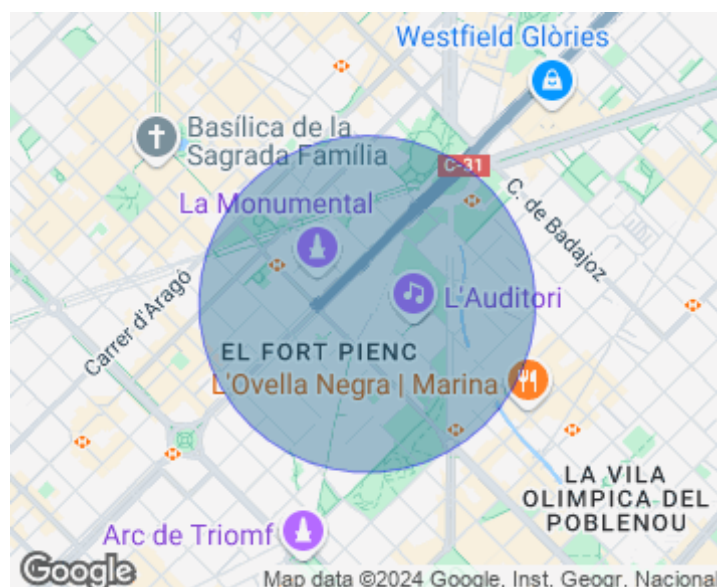 Westfield Glòries
Basílica de la
Sagrada Família
C-31
La Monumental
C. de Badajoz
L'Auditori
Carrer d'Aragó
EL FORT PIENC
L'Ovella Negra | Marina
LA VILA
OLIMPICA DEL
POBLENOU
Arc de Triomf
Google
Map data ©2024 Google, Inst. Geogr. Nacional